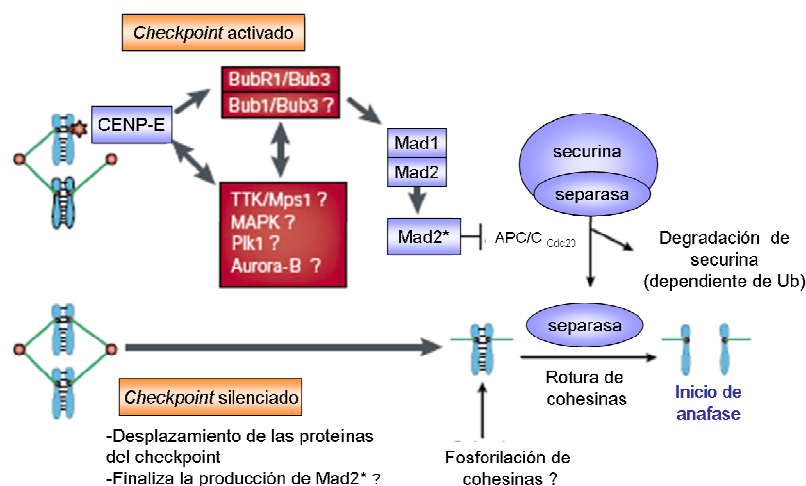 Checkpoint activado
BubR1/Bub3
Bub1/Bub3 ?
CENP-E
Mad1
Mad2
TTK/Mps1 ?
MAPK ?
Plk1 ?
Aurora-B ?
Mad2*
APC/C Cdc20
securina
separasa
Degradación de
securina
(dependiente de Ub)
separasa
Rotura de
cohesinas
Inicio de
anafase
Checkpoint silenciado
-Desplazamiento de las proteínas
del checkpoint
-Finaliza la producción de Mad2* ?
Fosforilación de
cohesinas ?